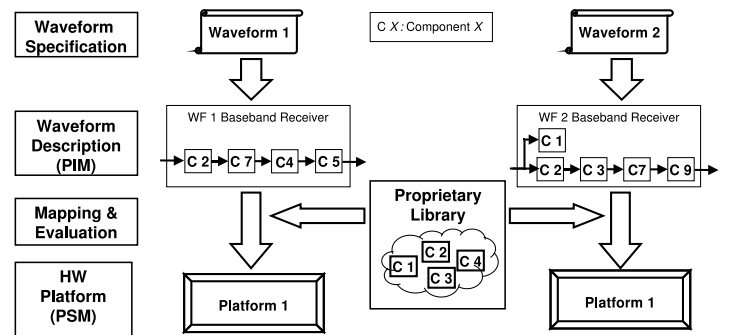 Waveform
Specification
Waveform 1
C X: Component X
Waveform 2
Waveform
Description
(PIM)
WF 1 Baseband Receiver
C 2
C 7
C4
C 5
WF 2 Baseband Receiver
C 1
C 2
C 3
C7
C 9
Mapping &
Evaluation
Proprietary
Library
C 1
C 2
C 3
C 4
HW
Platform
(PSM)
Platform 1
Platform 1